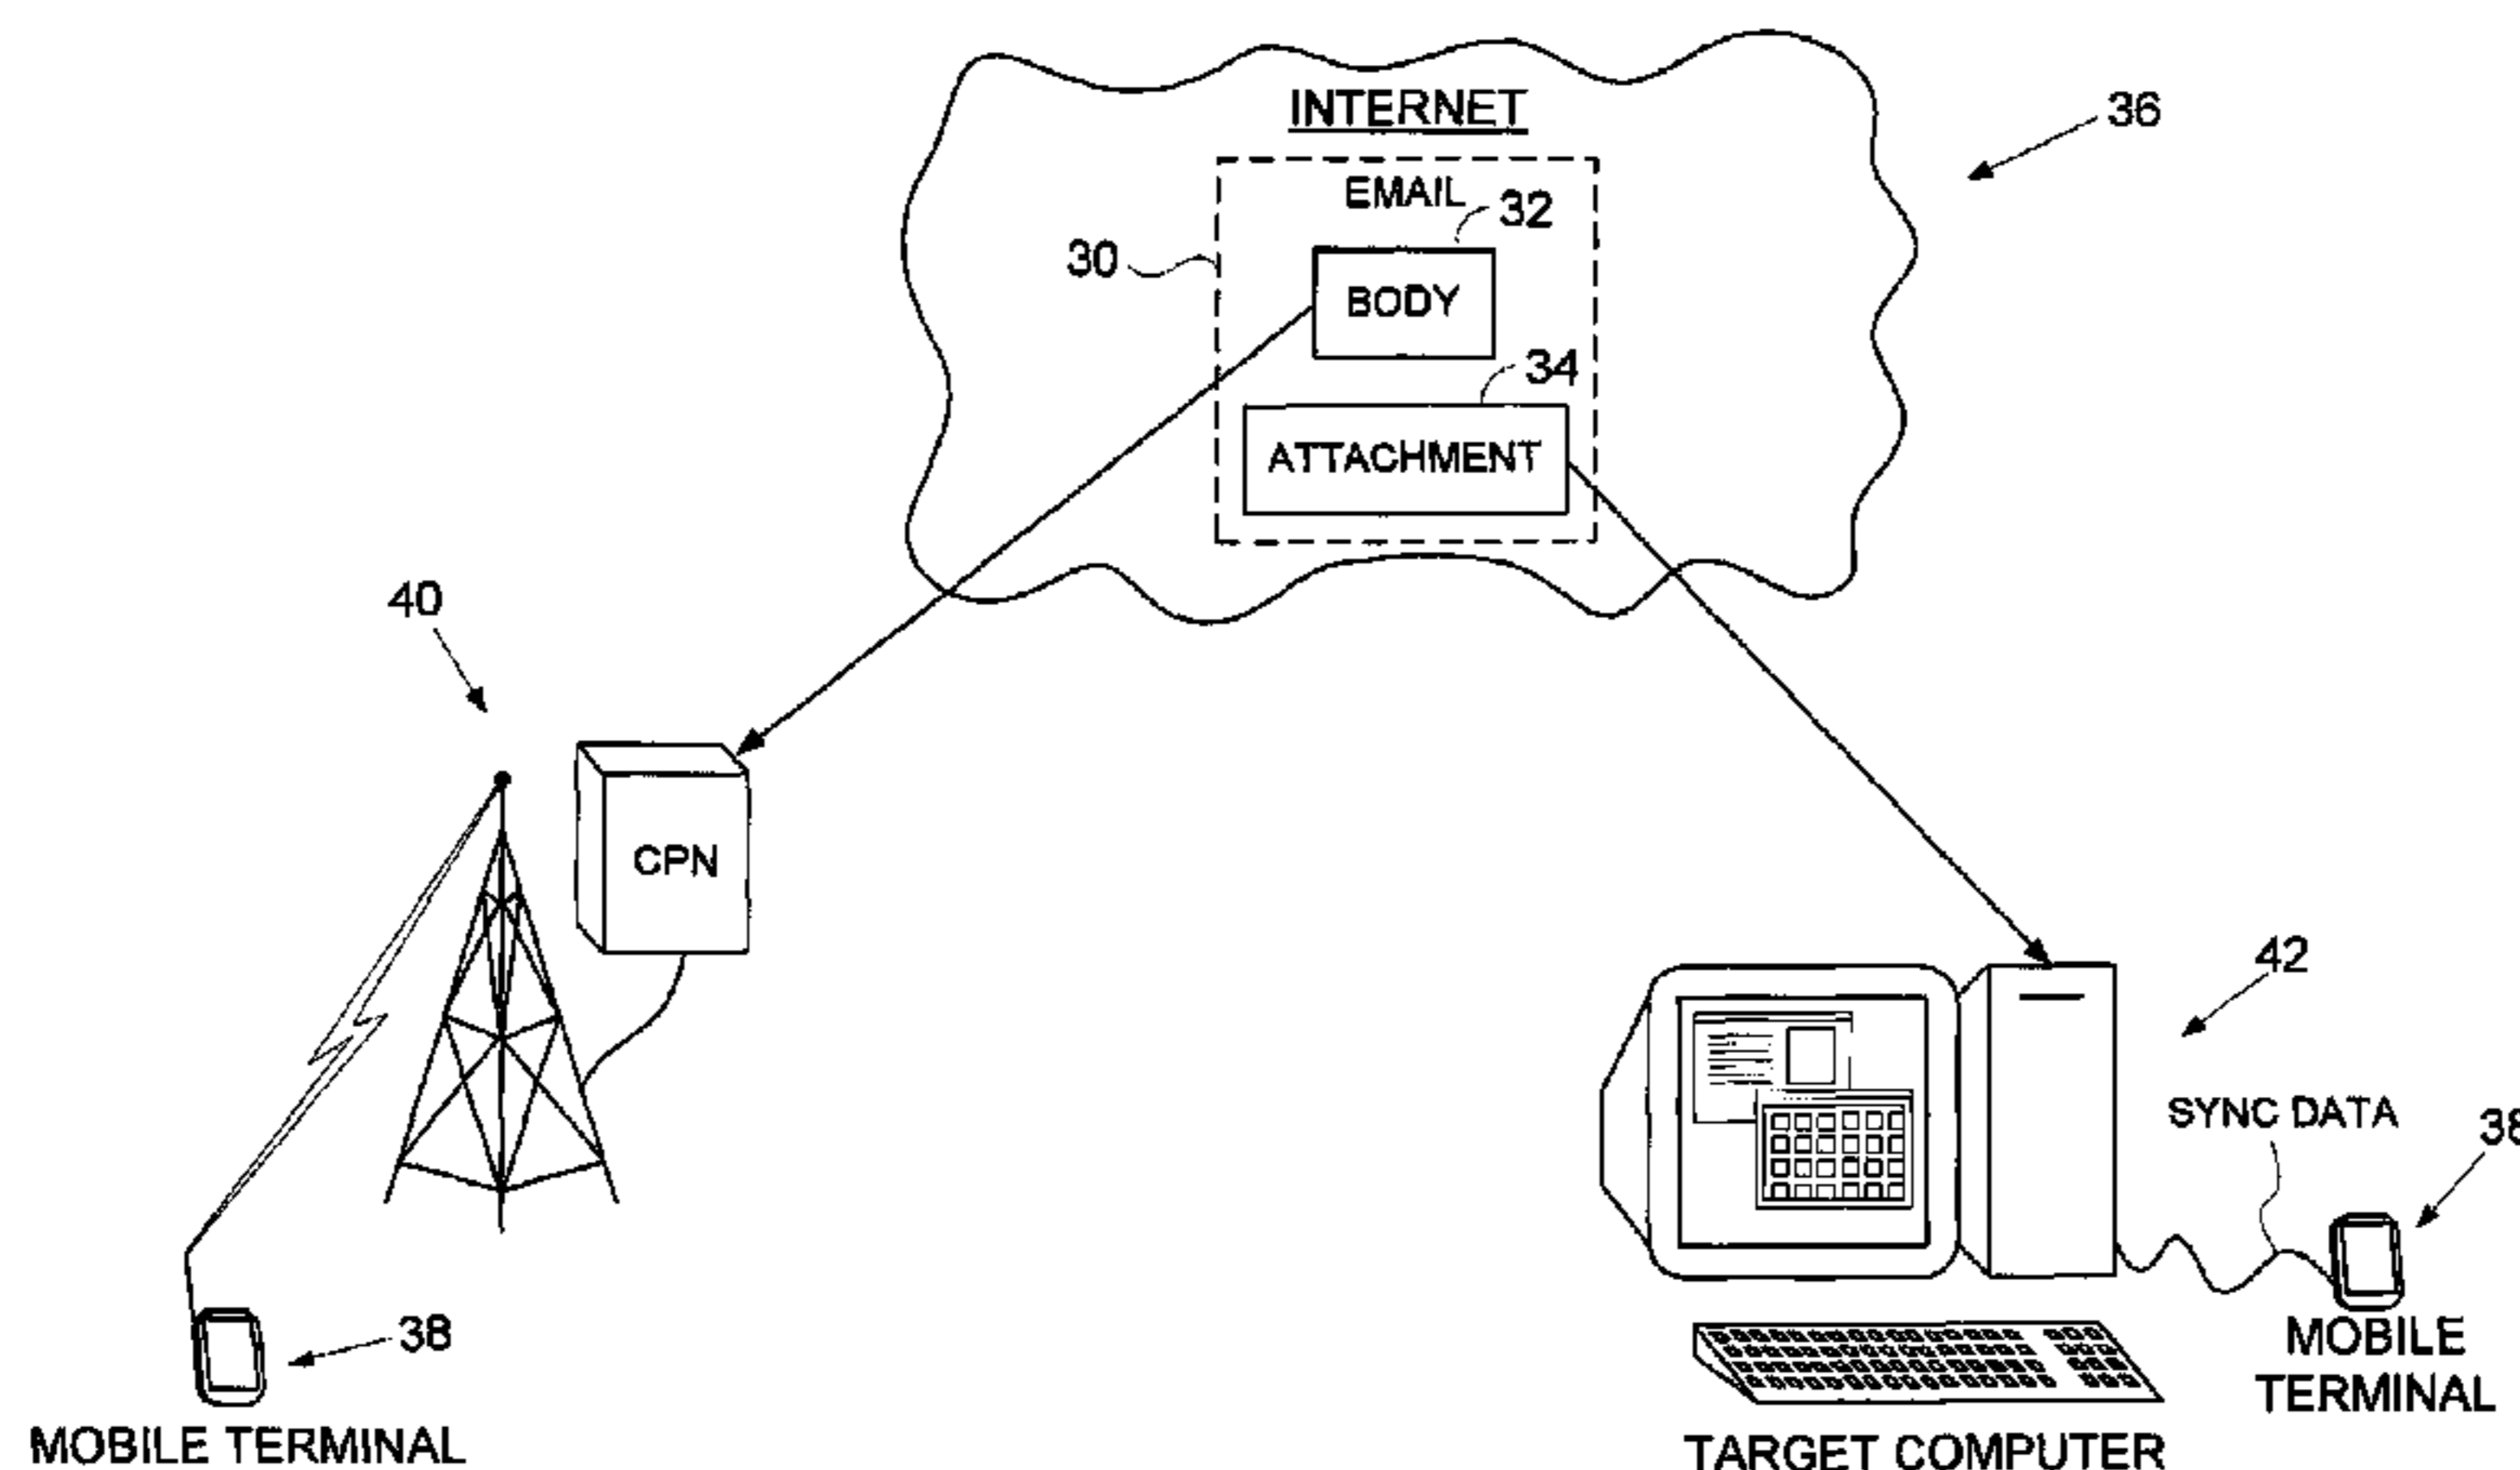 INTERNET
36
EMAIL
32
30
BODY
34
ATTACHMENT
40
CPN
42
SYNC DATA
38
38
MOBILE
TERMINAL
MOBILE TERMINAL
TARGET COMPUTER